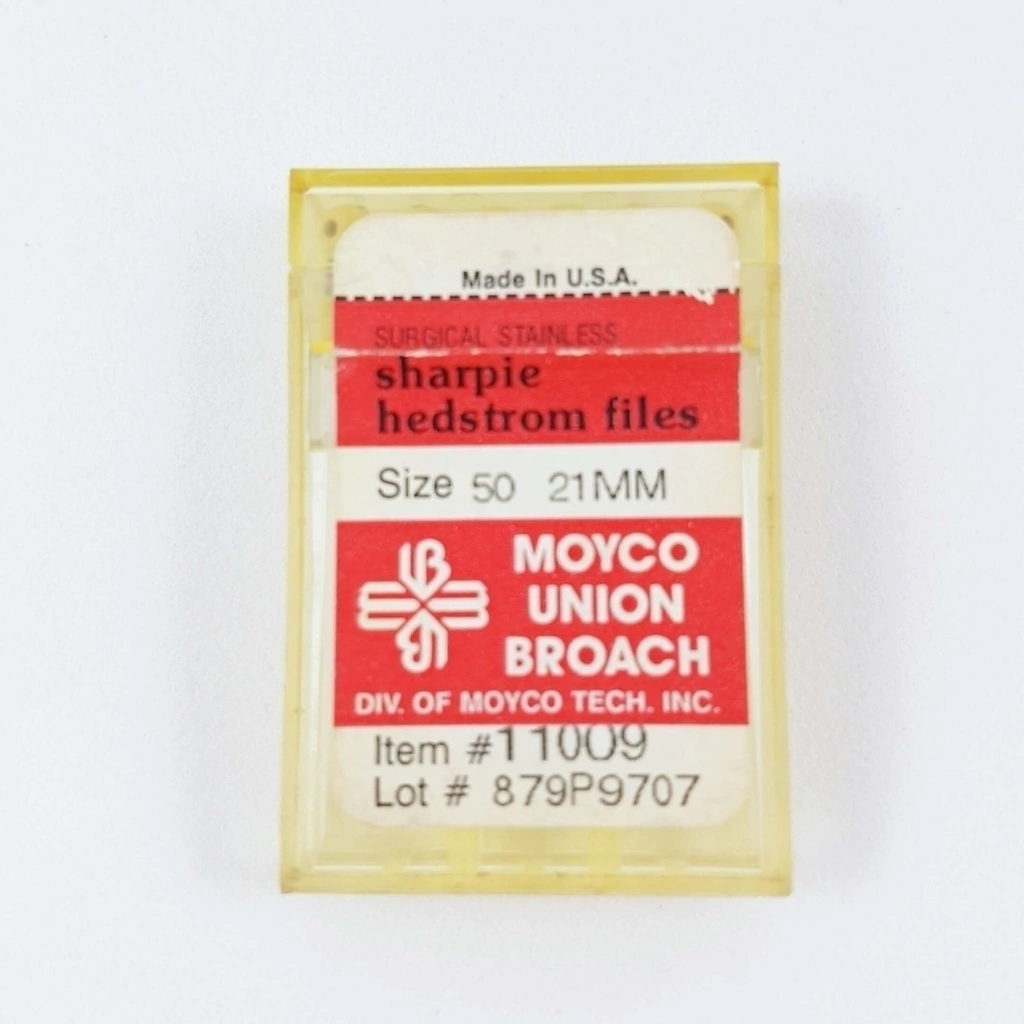 Made In U.S.A.
SURGICAL STAINLESS
sharpie
hedstrom files
Size 50 21MM
MOYCO
UNION
BROACH
DIV. OF MOYCO TECH. INC.
Item #11009
Lot # 879P9707